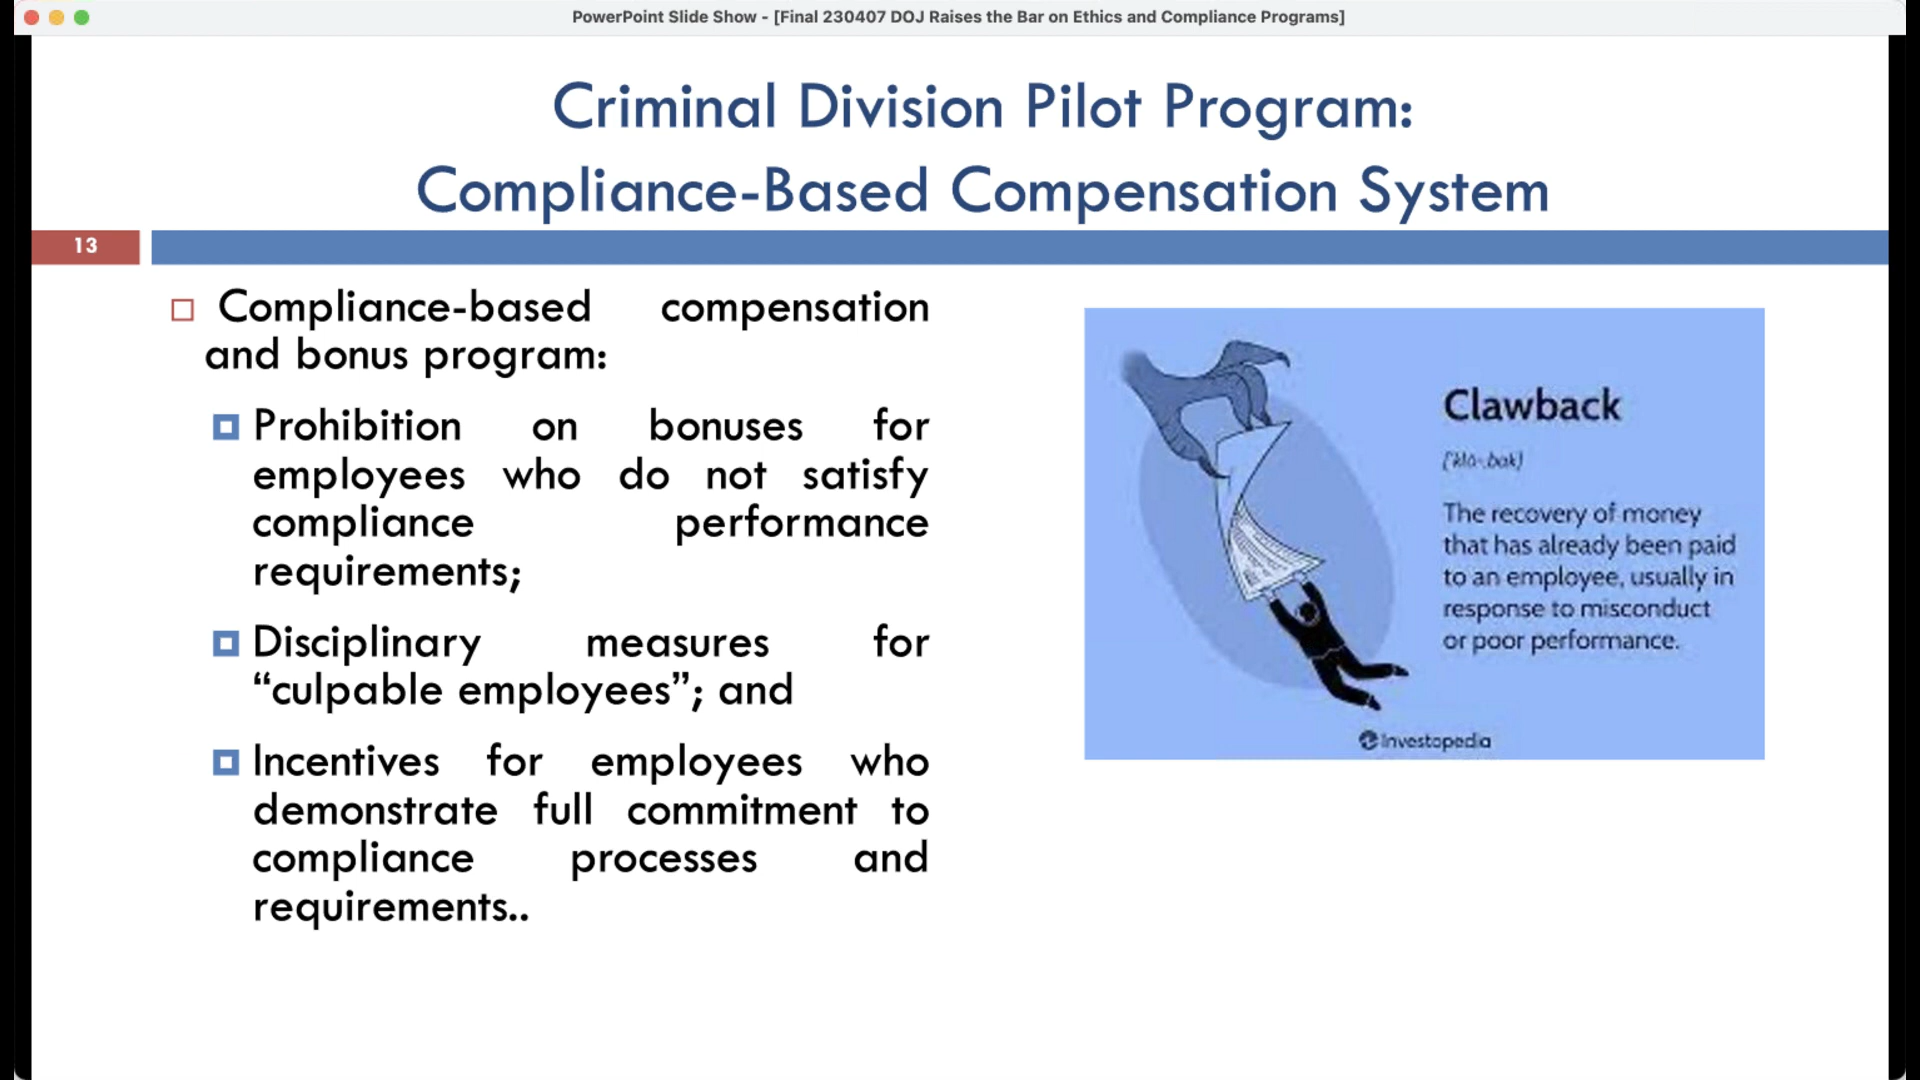 PowerPoint Slide Show - [Final 230407 DOJ Raises the Bar on Ethics and Compliance Programs]
Criminal Division Pilot Program:
Compliance-Based Compensation System
13
Compliance-based compensation
and bonus program:
Prohibition on bonuses for
employees who do not satisfy
compliance performance
requirements;
Disciplinary measures for
“culpable employees”; and
Incentives for employees who
demonstrate full commitment to
compliance processes and
requirements..
Clawback
['klo-,bak]
The recovery of money
that has already been paid
to an employee, usually in
response to misconduct
or poor performance.
Investopedia